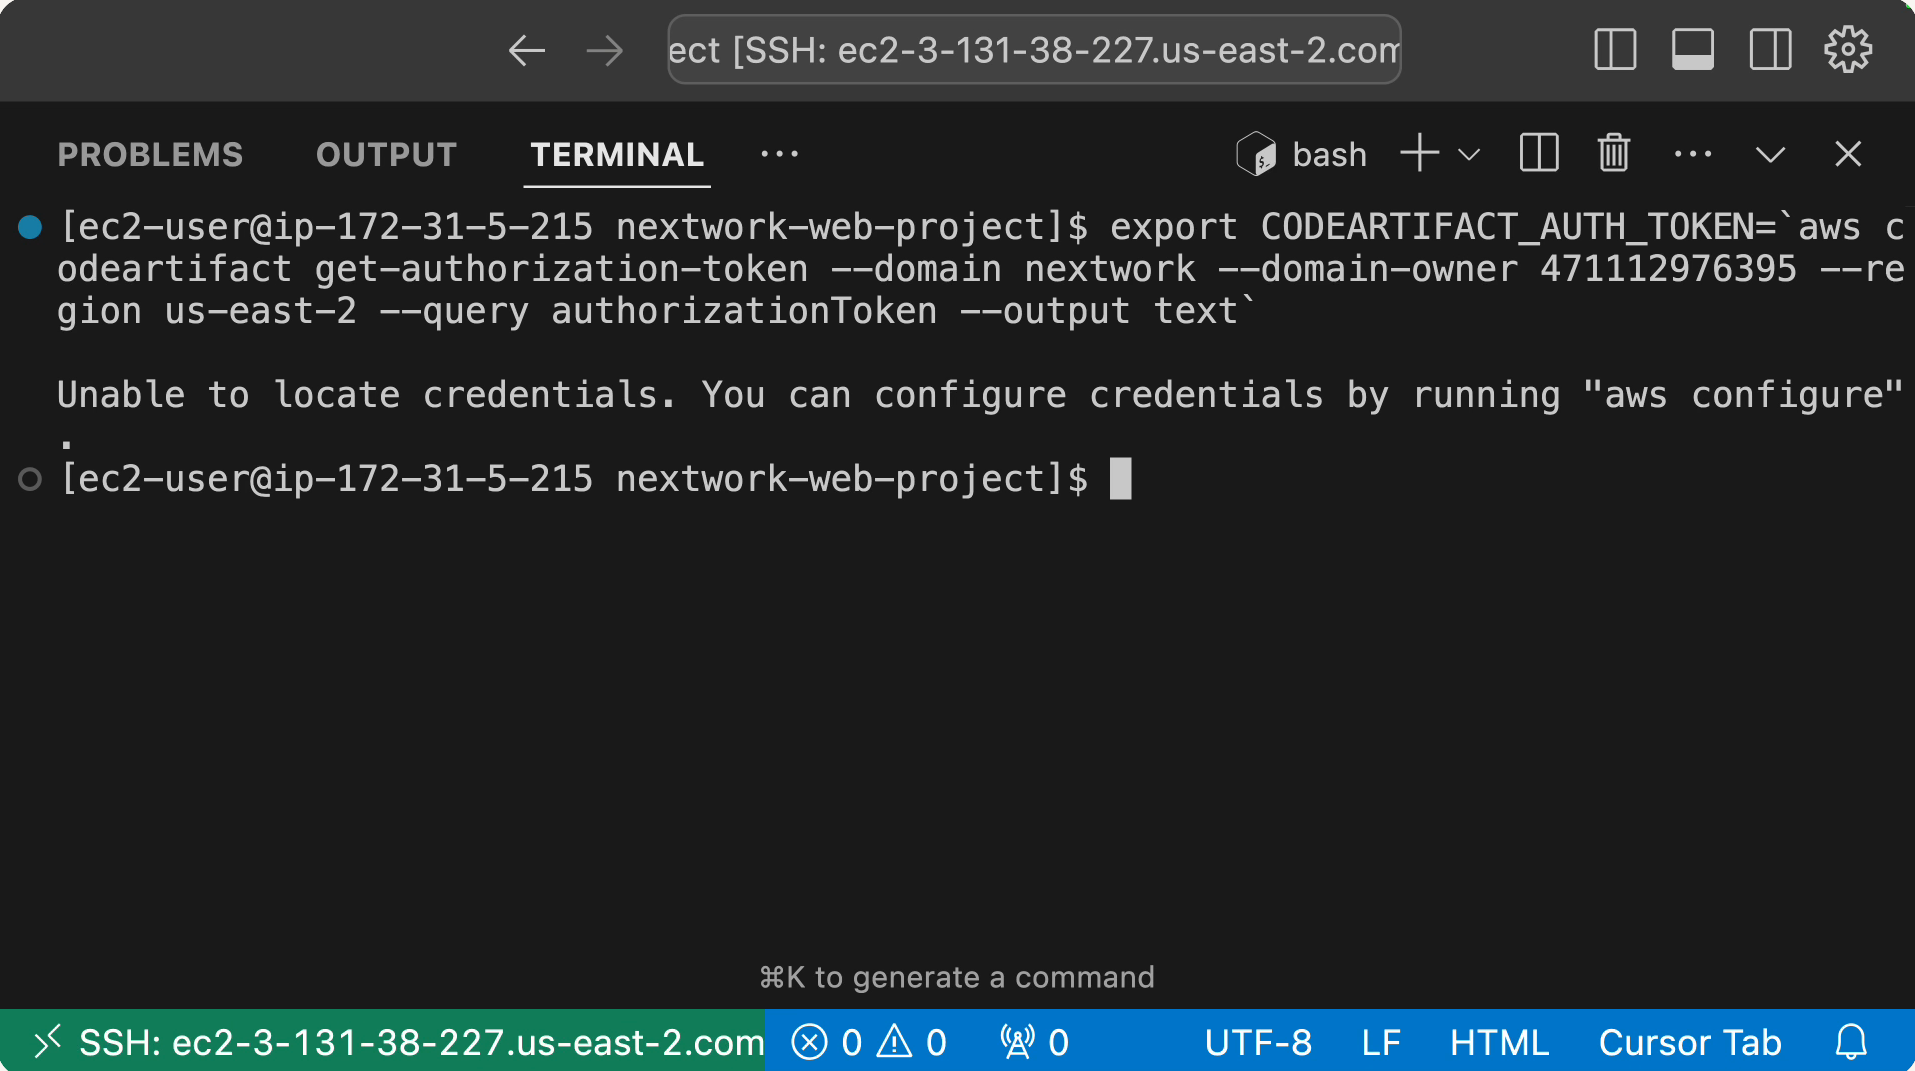 ect [SSH: ec2-3-131-38-227.us-east-2.com
PROBLEMS OUTPUT TERMINAL ··· bash
[ec2-user@ip-172-31-5-215 nextwork-web-project]$ export CODEARTIFACT_AUTH_TOKEN=`aws c
odeartifact get-authorization-token --domain nextwork --domain-owner 471112976395 --re
gion us-east-2 --query authorizationToken --output text`
Unable to locate credentials. You can configure credentials by running "aws configure"
.
[ec2-user@ip-172-31-5-215 nextwork-web-project]$
⌘K to generate a command
SSH: ec2-3-131-38-227.us-east-2.com 0 0 0 UTF-8 LF HTML Cursor Tab